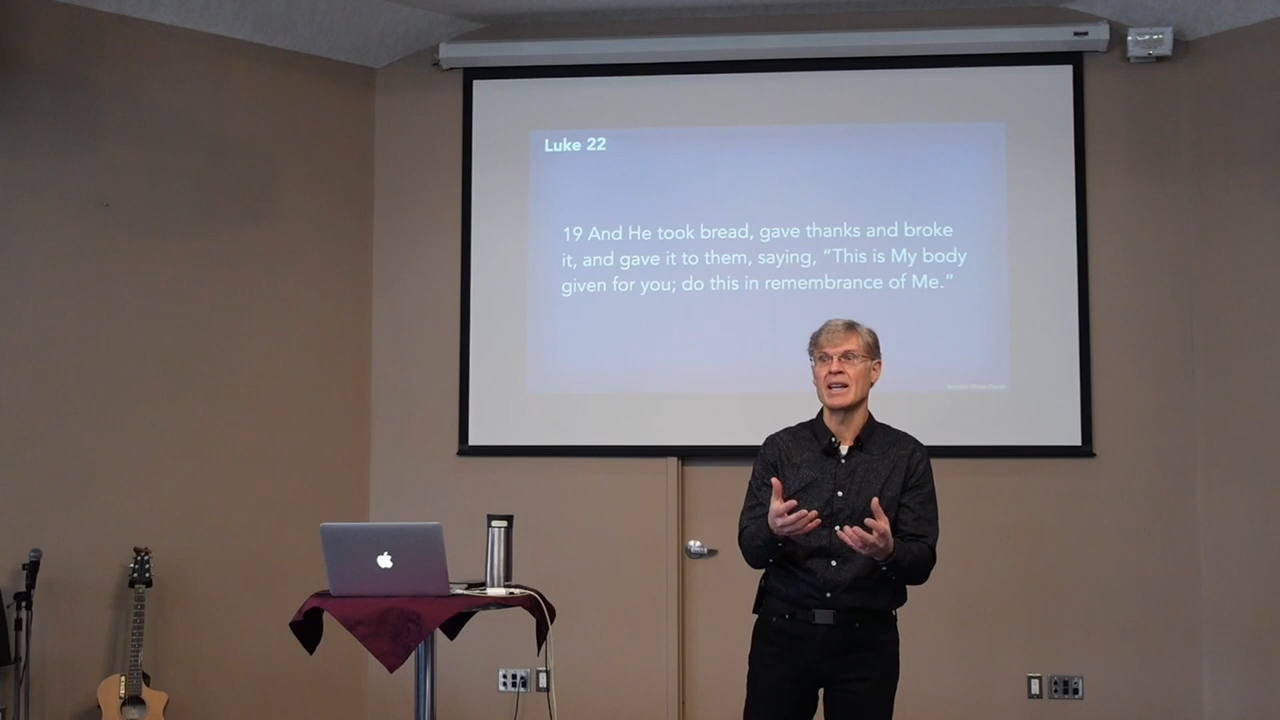 Luke 22
19 And He took bread, gave thanks and broke
it, and gave it to them, saying, “This is My body
given for you; do this in remembrance of Me.”